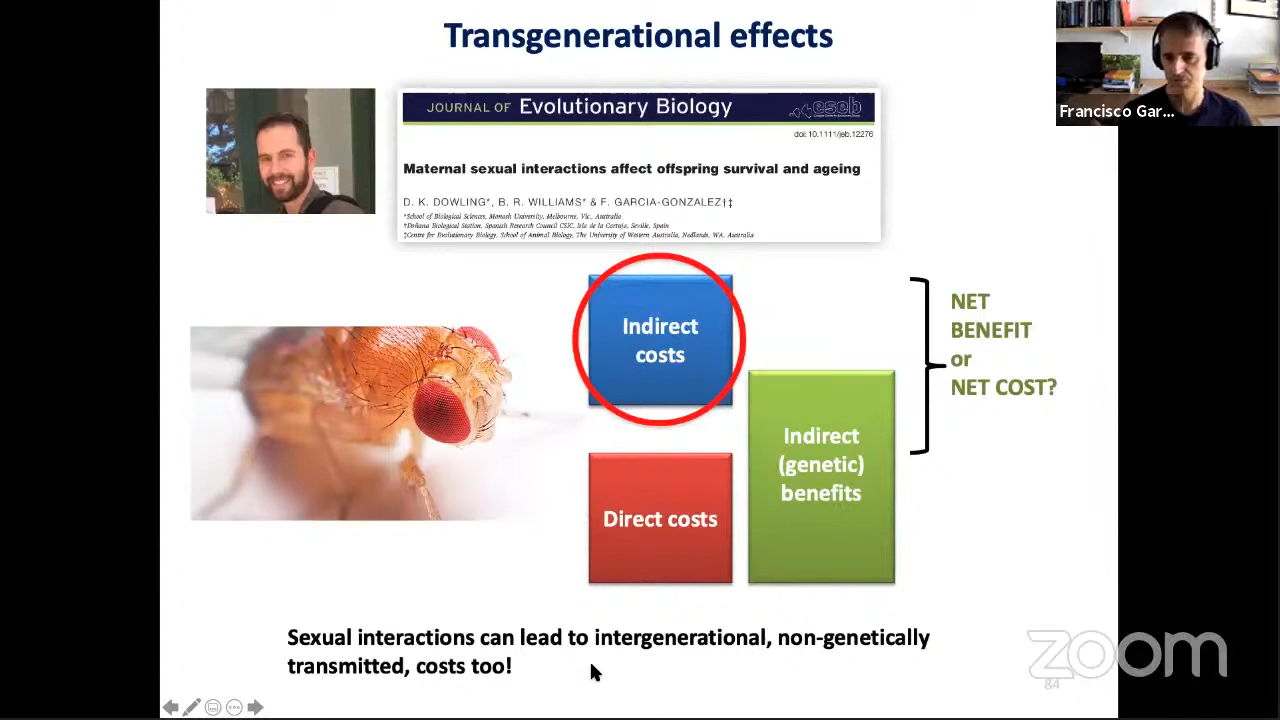 Transgenerational effects
Francisco Gar...
JOURNAL OF Evolutionary Biology
eseb
doi: 10.1111/jeb.12276
Maternal sexual interactions affect offspring survival and ageing
D. K. DOWLING*, B. R. WILLIAMS* & F. GARCIA-GONZALEZ†‡
*School of Biological Sciences, Monash University, Melbourne, Vic., Australia
†Doñana Biological Station, Spanish Research Council CSIC, Isla de la Cartuja, Seville, Spain
‡Centre for Evolutionary Biology, School of Animal Biology, The University of Western Australia, Nedlands, WA, Australia
Indirect
costs
NET
BENEFIT
or
NET COST?
Indirect
(genetic)
benefits
Direct costs
Sexual interactions can lead to intergenerational, non-genetically
transmitted, costs too!
zoom
84